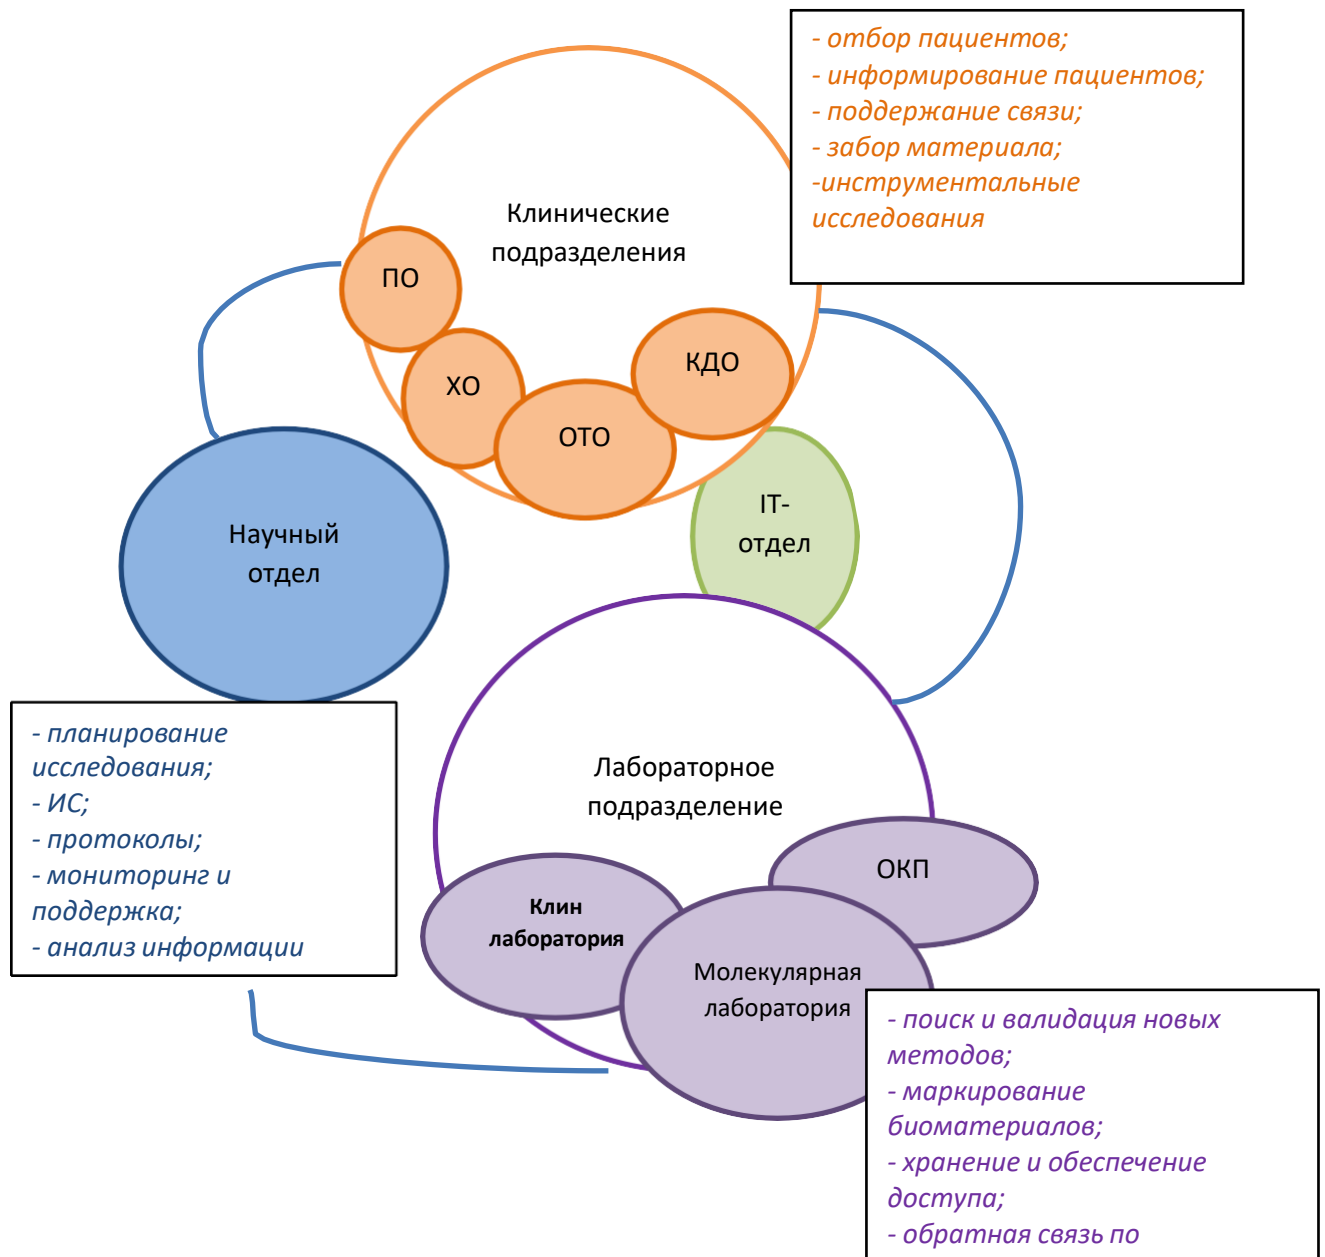 - отбор пациентов;
- информирование пациентов;
- поддержание связи;
- забор материала;
-инструментальные
исследования
Клинические
подразделения
ПО
ХО
ОТО
КДО
IT-
отдел
Научный
отдел
- планирование
исследования;
- ИС;
- протоколы;
- мониторинг и
поддержка;
- анализ информации
Лабораторное
подразделение
ОКП
Клин
лаборатория
Молекулярная
лаборатория
- поиск и валидация новых
методов;
- маркирование
биоматериалов;
- хранение и обеспечение
доступа;
- обратная связь по